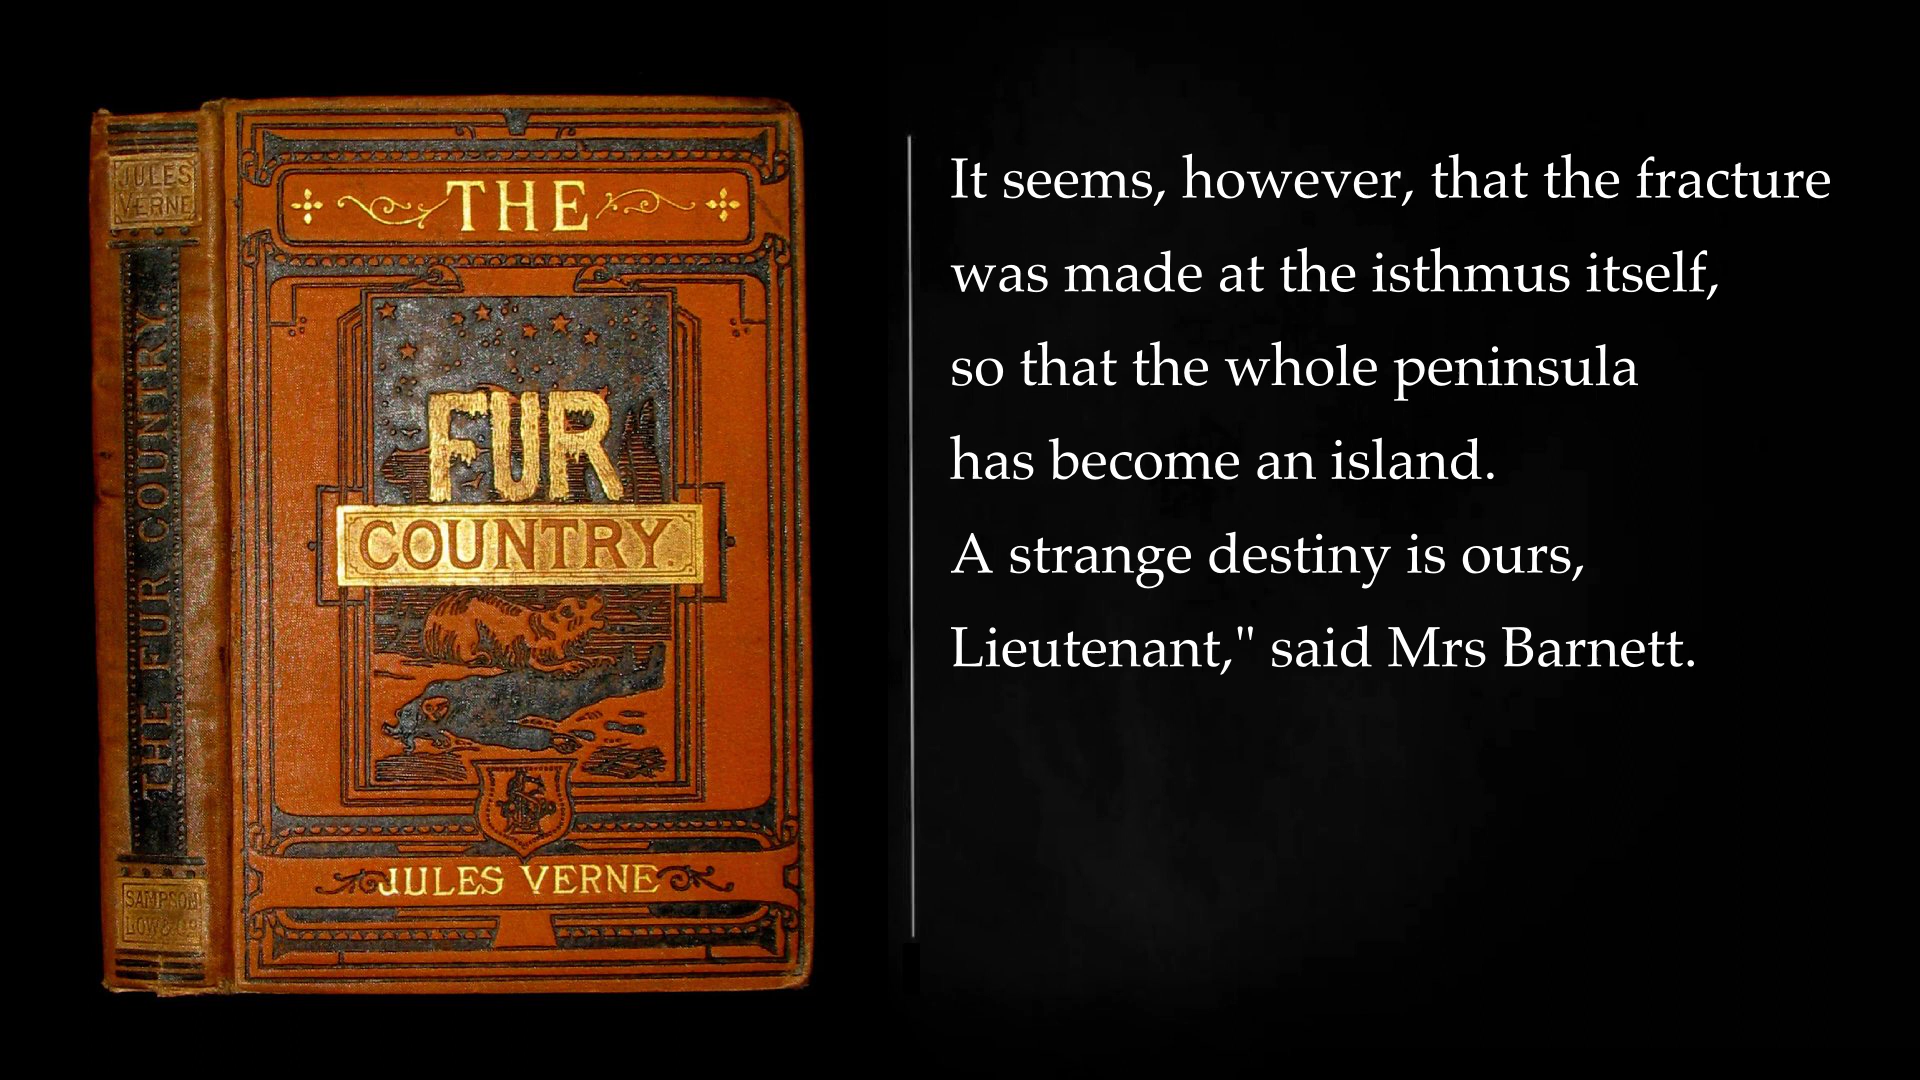 JULES
VERNE
THE FUR COUNTRY.
SAMPSON
LOW & Co
THE
FUR
COUNTRY.
JULES VERNE
It seems, however, that the fracture
was made at the isthmus itself,
so that the whole peninsula
has become an island.
A strange destiny is ours,
Lieutenant," said Mrs Barnett.